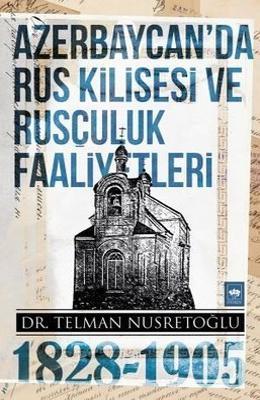 AZERBAYCAN'DA
RUS KİLİSESİ VE
RUSÇULUK
FAALİYETLERİ
DR. TELMAN NUSRETOĞLU
1828-1905